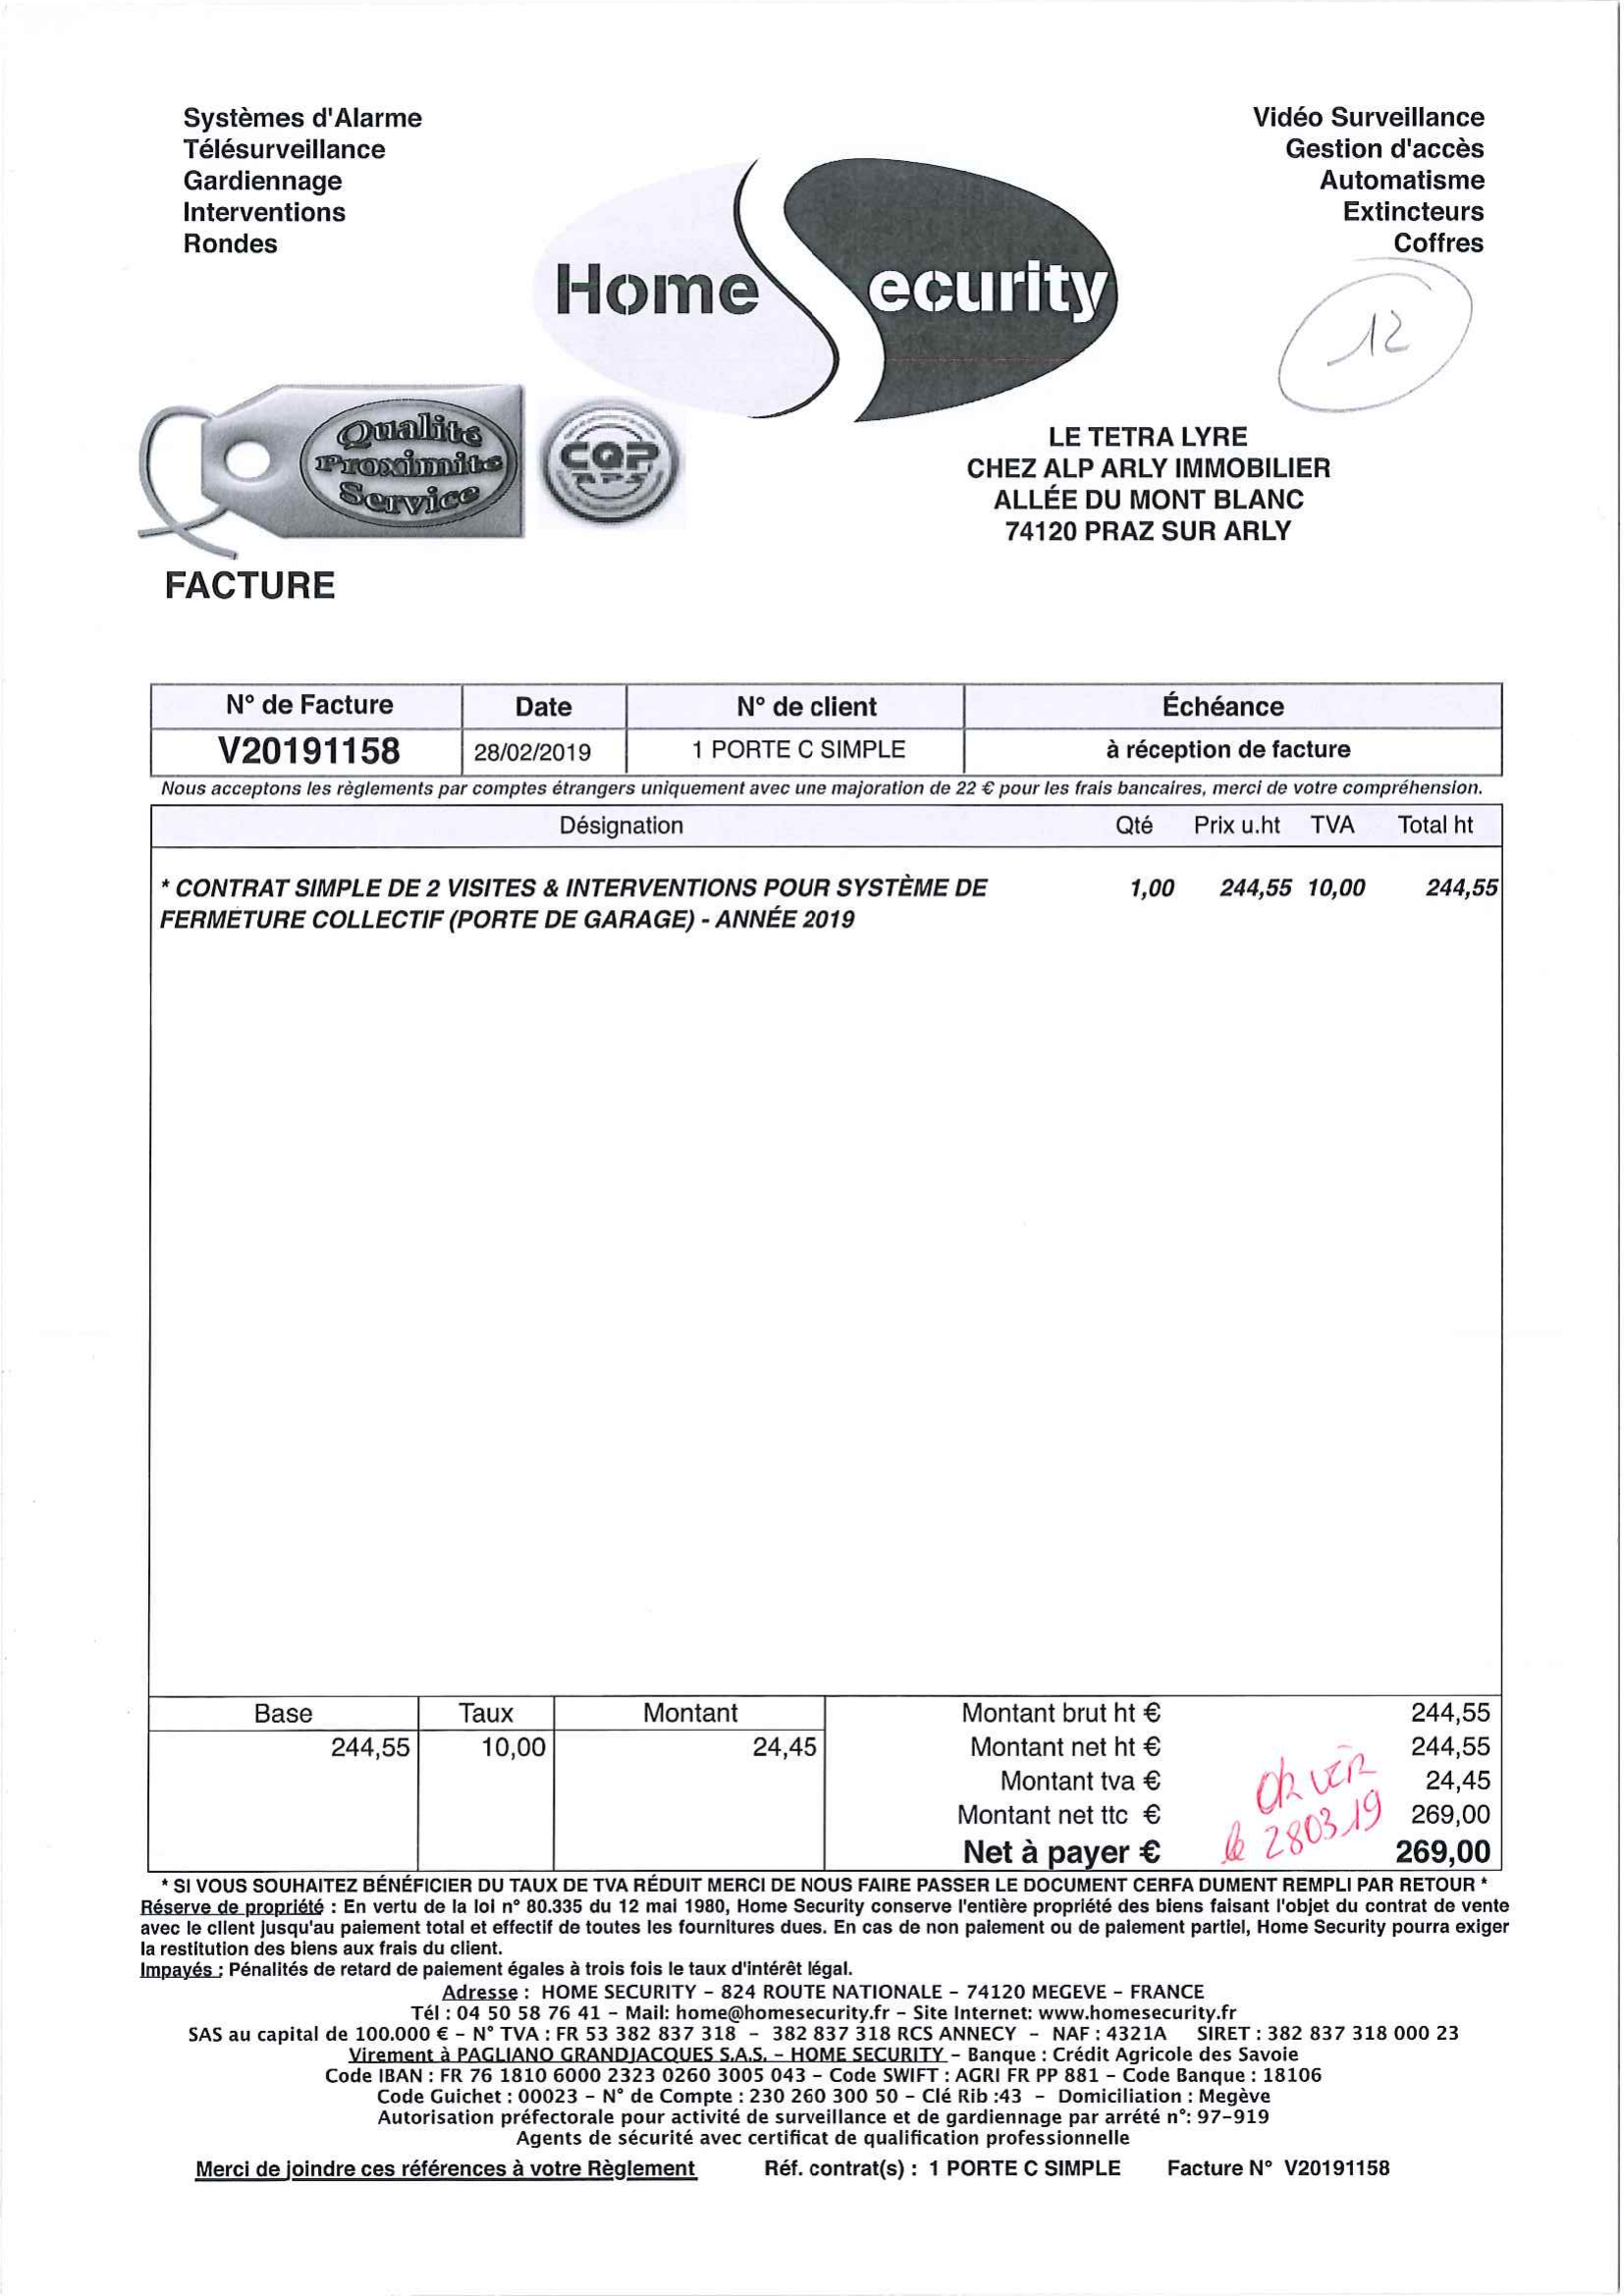 Systèmes d'Alarme
Télésurveillance
Gardiennage
Interventions
Rondes
Vidéo Surveillance
Gestion d'accès
Automatisme
Extincteurs
Coffres
Home Security
12
Qualité
Proximité
Service
CQP
APS
LE TETRA LYRE
CHEZ ALP ARLY IMMOBILIER
ALLÉE DU MONT BLANC
74120 PRAZ SUR ARLY
FACTURE
N° de Facture Date N° de client Échéance
V20191158 28/02/2019 1 PORTE C SIMPLE à réception de facture
Nous acceptons les règlements par comptes étrangers uniquement avec une majoration de 22 € pour les frais bancaires, merci de votre compréhension.
Désignation Qté Prix u.ht TVA Total ht
* CONTRAT SIMPLE DE 2 VISITES & INTERVENTIONS POUR SYSTÈME DE 1,00 244,55 10,00 244,55
FERMETURE COLLECTIF (PORTE DE GARAGE) - ANNÉE 2019
Base Taux Montant Montant brut ht € 244,55
244,55 10,00 24,45 Montant net ht € 244,55
Montant tva € 24,45
Montant net ttc € 269,00
Net à payer € 269,00
le 280319
* SI VOUS SOUHAITEZ BÉNÉFICIER DU TAUX DE TVA RÉDUIT MERCI DE NOUS FAIRE PASSER LE DOCUMENT CERFA DUMENT REMPLI PAR RETOUR *
Réserve de propriété : En vertu de la loi n° 80.335 du 12 mai 1980, Home Security conserve l'entière propriété des biens faisant l'objet du contrat de vente
avec le client jusqu'au paiement total et effectif de toutes les fournitures dues. En cas de non paiement ou de paiement partiel, Home Security pourra exiger
la restitution des biens aux frais du client.
Impayés : Pénalités de retard de paiement égales à trois fois le taux d'intérêt légal.
Adresse : HOME SECURITY – 824 ROUTE NATIONALE – 74120 MEGEVE – FRANCE
Tél : 04 50 58 76 41 – Mail: home@homesecurity.fr – Site Internet: www.homesecurity.fr
SAS au capital de 100.000 € – N° TVA : FR 53 382 837 318 – 382 837 318 RCS ANNECY – NAF : 4321A SIRET : 382 837 318 000 23
Virement à PAGLIANO GRANDJACQUES S.A.S. – HOME SECURITY – Banque : Crédit Agricole des Savoie
Code IBAN : FR 76 1810 6000 2323 0260 3005 043 – Code SWIFT : AGRI FR PP 881 – Code Banque : 18106
Code Guichet : 00023 – N° de Compte : 230 260 300 50 – Clé Rib :43 – Domiciliation : Megève
Autorisation préfectorale pour activité de surveillance et de gardiennage par arrété n°: 97–919
Agents de sécurité avec certificat de qualification professionnelle
Merci de joindre ces références à votre Règlement Réf. contrat(s) : 1 PORTE C SIMPLE Facture N° V20191158